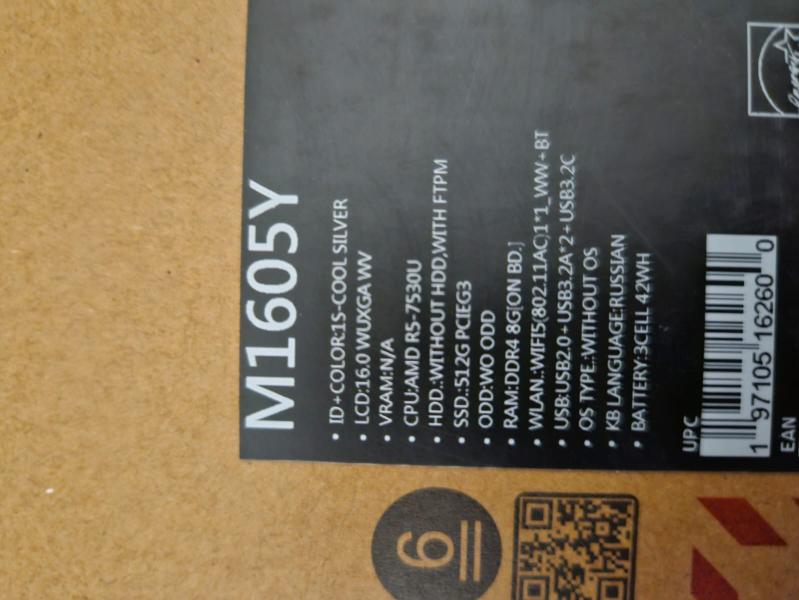 M1605Y
• ID+COLOR:1S-COOL SILVER
• LCD:16.0 WUXGA WV
• VRAM:N/A
• CPU:AMD R5-7530U
• HDD.:WITHOUT HDD,WITH FTPM
• SSD.:512G PCIEG3
• ODD:WO ODD
• RAM:DDR4 8G[ON BD.]
• WLAN.:WIFI5(802.11AC)1*1_WW+BT
• USB:USB2.0+USB3.2A*2+USB3.2C
• OS TYPE.:WITHOUT OS
• KB LANGUAGE:RUSSIAN
• BATTERY:3CELL 42WH
UPC
1 97105 16260 0
EAN
6